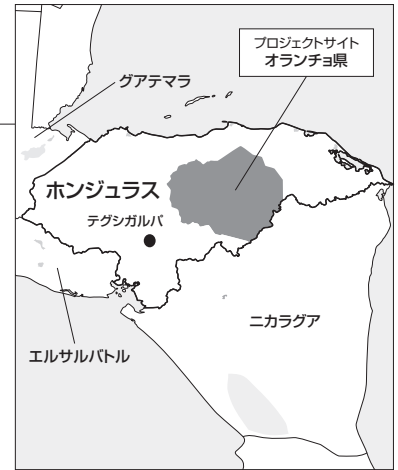 プロジェクトサイト
オランチョ県
グアテマラ
ホンジュラス
テグシガルパ
ニカラグア
エルサルバトル